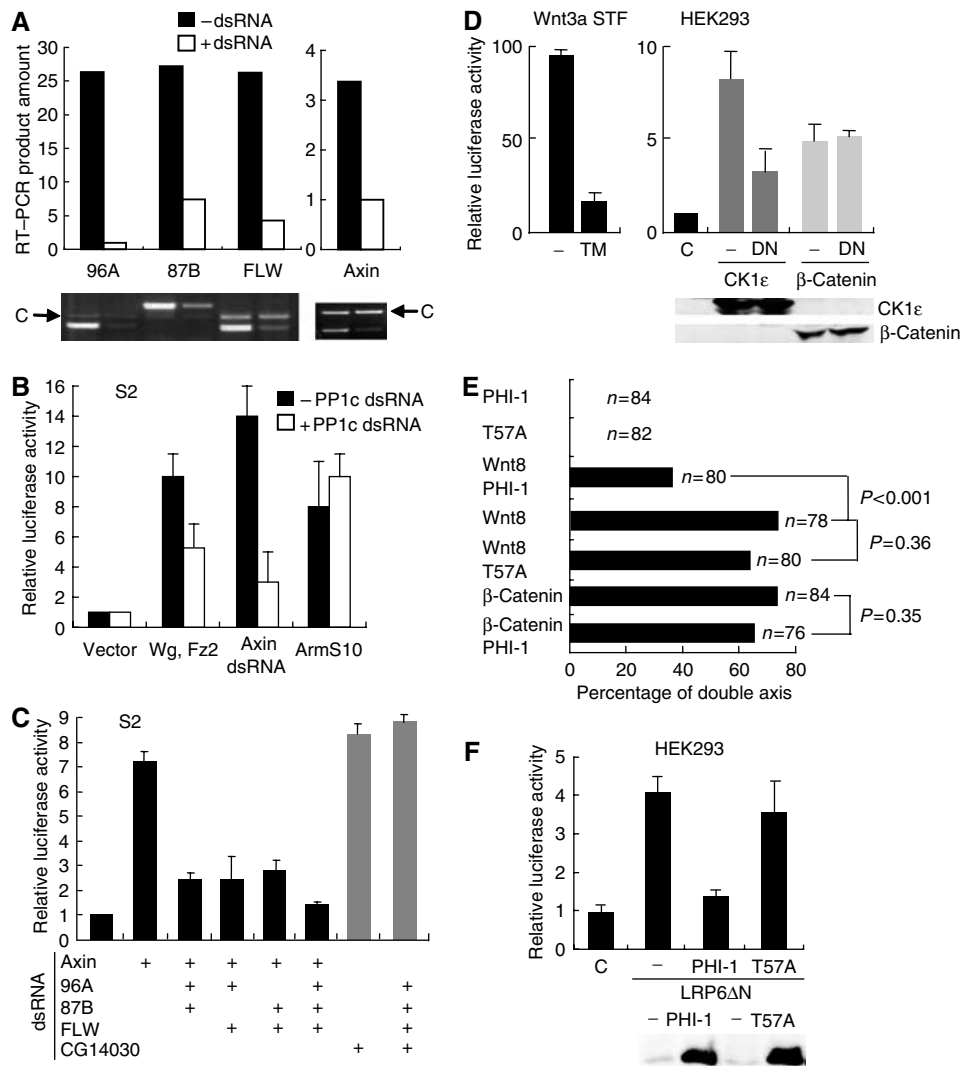 A
– dsRNA
+ dsRNA
RT–PCR product amount
30
25
20
15
10
5
0
4
3
2
1
0
96A 87B FLW Axin
C
C
B
S2
– PP1c dsRNA
+ PP1c dsRNA
Relative luciferase activity
16
14
12
10
8
6
4
2
0
Vector Wg, Fz2 Axin dsRNA ArmS10
C
S2
Relative luciferase activity
9
8
7
6
5
4
3
2
1
0
dsRNA
Axin + + + + +
96A + + + +
87B + + + +
FLW + + + +
CG14030 + +
D
Wnt3a STF
HEK293
Relative luciferase activity
100
50
0
10
5
0
– TM
C – DN – DN
CK1ε β-Catenin
CK1ε
β-Catenin
E
PHI-1 n=84
T57A n=82
Wnt8 PHI-1 n=80
Wnt8 n=78
Wnt8 T57A n=80
β-Catenin n=84
β-Catenin PHI-1 n=76
P<0.001
P=0.36
P=0.35
0 20 40 60 80
Percentage of double axis
F
HEK293
Relative luciferase activity
5
4
3
2
1
0
C – PHI-1 T57A
LRP6ΔN
– PHI-1 – T57A